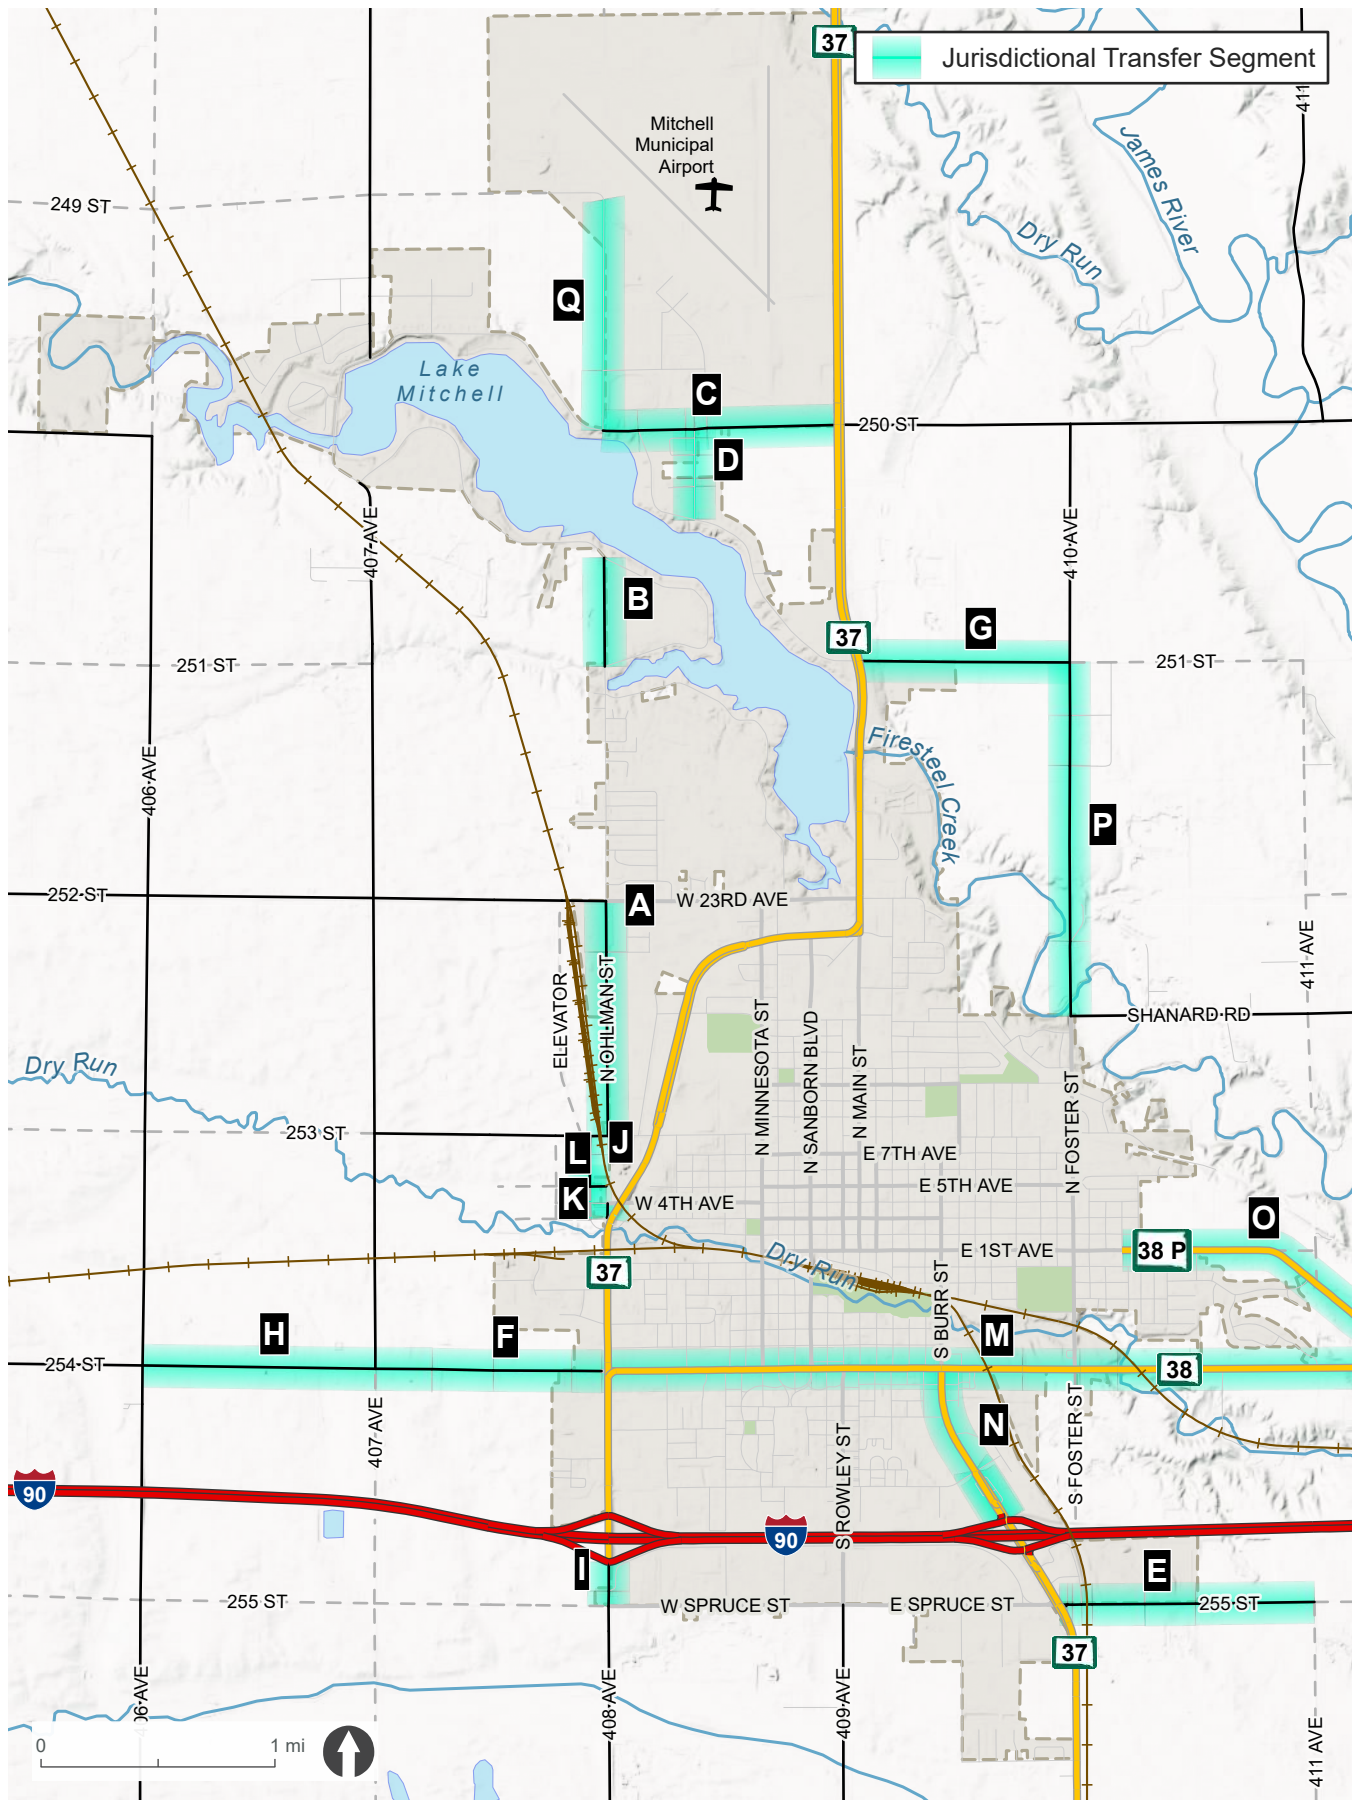 37
Jurisdictional Transfer Segment
411
Mitchell
Municipal
Airport
James River
Dry Run
249 ST
Q
Lake
Mitchell
C
250 ST
D
407 AVE
410 AVE
B
37
G
251 ST
251 ST
Firesteel Creek
406 AVE
P
252 ST
A
W 23RD AVE
411 AVE
ELEVATOR
N OHLMAN ST
N MINNESOTA ST
N SANBORN BLVD
N MAIN ST
SHANARD RD
Dry Run
N FOSTER ST
253 ST
L
J
E 7TH AVE
K
W 4TH AVE
E 5TH AVE
O
E 1ST AVE
38 P
Dry Run
37
S BURR ST
H
F
M
254 ST
38
407 AVE
S ROWLEY ST
N
S FOSTER ST
90
90
I
E
255 ST
W SPRUCE ST
E SPRUCE ST
255 ST
37
06 AVE
408 AVE
409 AVE
411 AVE
0
1 mi